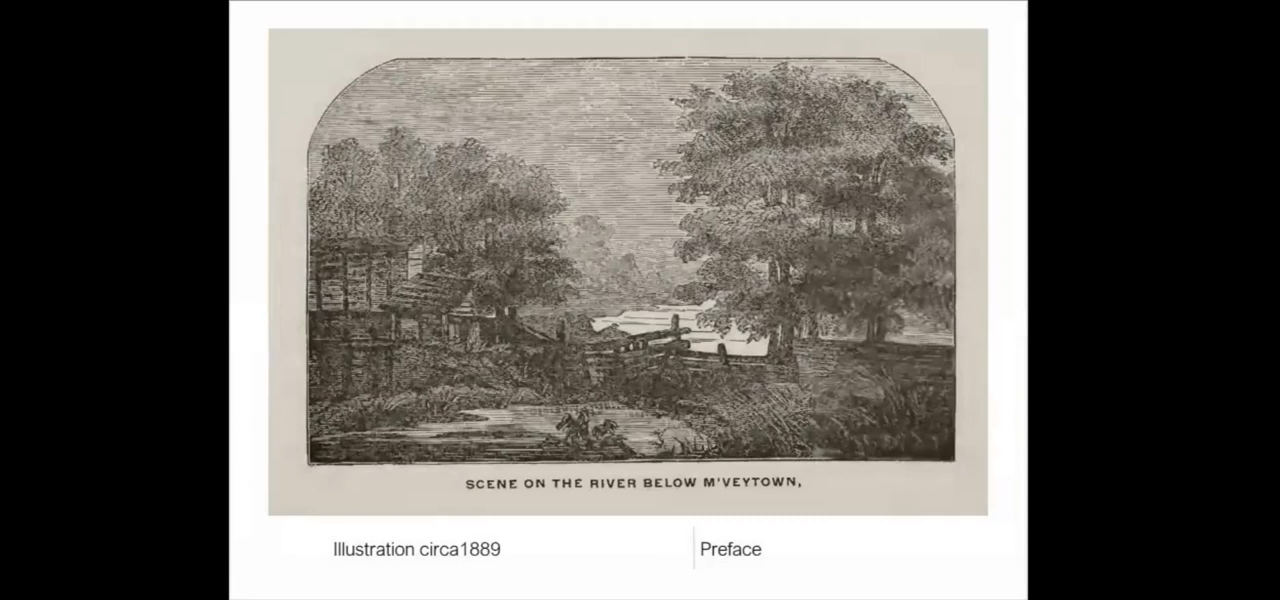 SCENE ON THE RIVER BELOW M'VEYTOWN,
Illustration circa1889
Preface